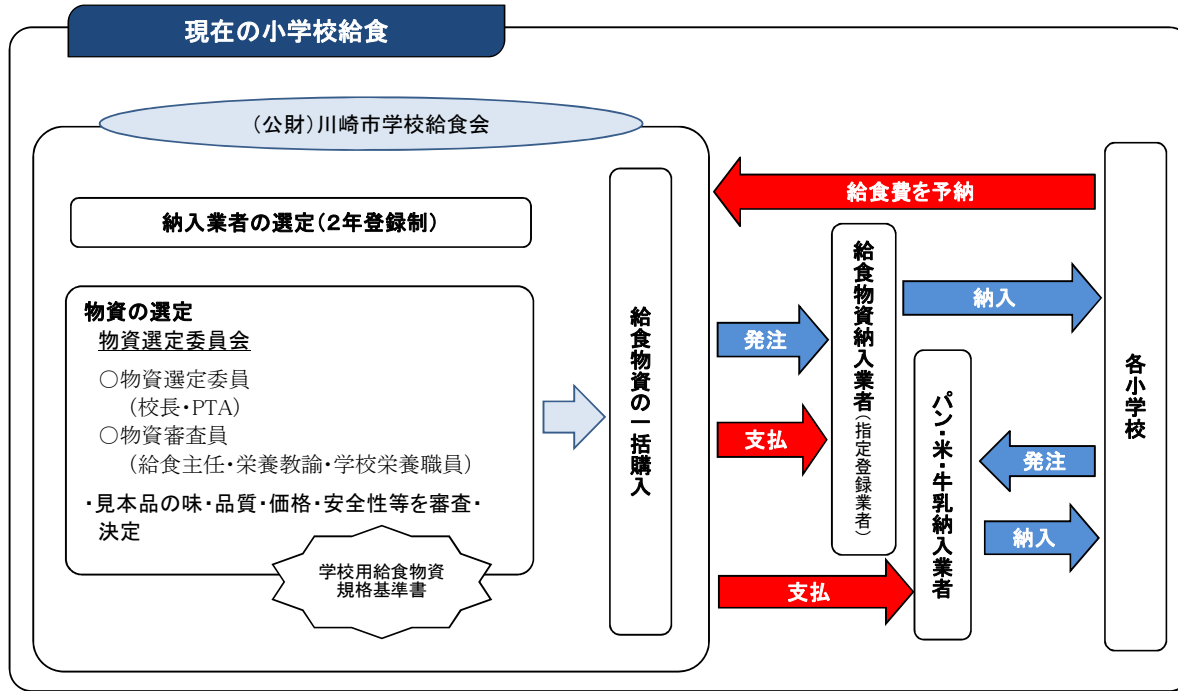 現在の小学校給食
（公財）川崎市学校給食会
納入業者の選定（2年登録制）
物資の選定
物資選定委員会
○物資選定委員
（校長・PTA）
○物資審査員
（給食主任・栄養教諭・学校栄養職員）
・見本品の味・品質・価格・安全性等を審査・
決定
学校用給食物資
規格基準書
給食物資の一括購入
給食費を予納
発注
支払
給食物資納入業者（指定登録業者）
納入
パン・米・牛乳納入業者
発注
納入
支払
各小学校